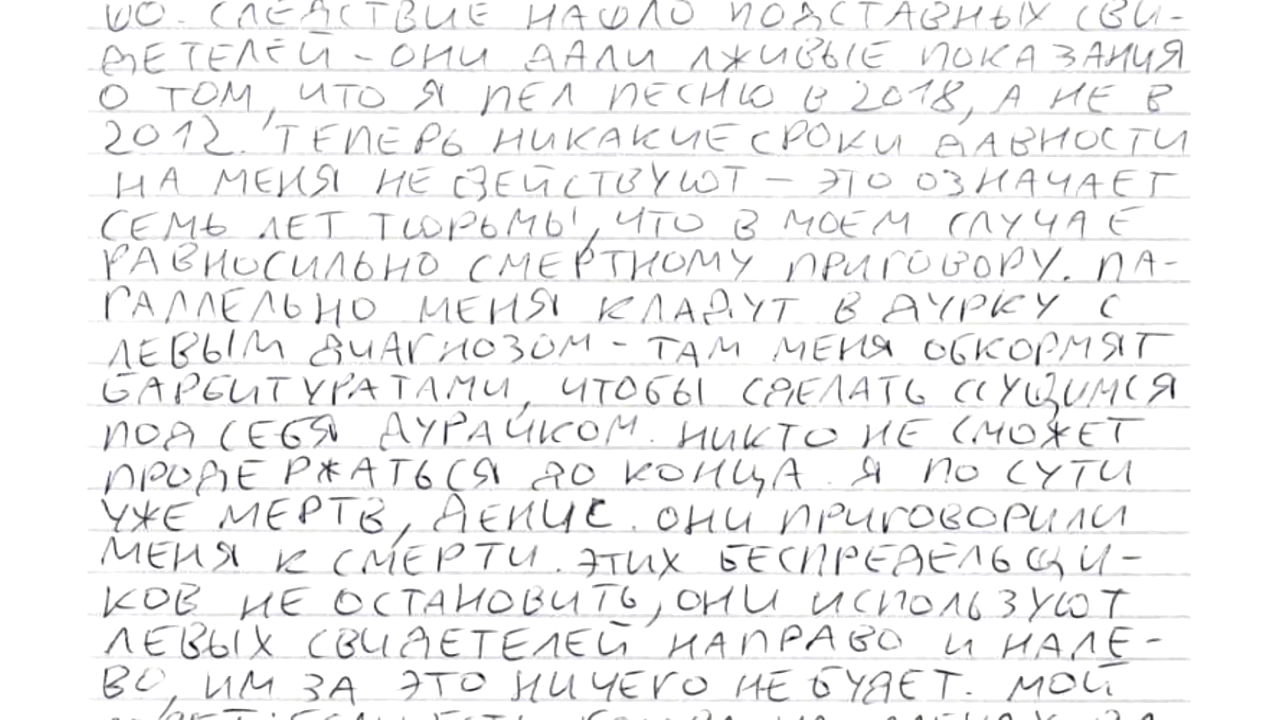 ШО. СЛЕДСТВИЕ НАШЛО ПОДСТАВНЫХ СВИ-
ДЕТЕЛЕЙ - ОНИ ДАЛИ ЛЖИВЫЕ ПОКАЗАНИЯ
О ТОМ, ЧТО Я ПЕЛ ПЕСНЮ В 2018, А НЕ В
2012. ТЕПЕРЬ НИКАКИЕ СРОКИ ДАВНОСТИ
НА МЕНЯ НЕ ДЕЙСТВУЮТ - ЭТО ОЗНАЧАЕТ
СЕМЬ ЛЕТ ТЮРЬМЫ, ЧТО В МОЕМ СЛУЧАЕ
РАВНОСИЛЬНО СМЕРТНОМУ ПРИГОВОРУ. ПА-
РАЛЛЕЛЬНО МЕНЯ КЛАДУТ В ДУРКУ С
ЛЕВЫМ ДИАГНОЗОМ - ТАМ МЕНЯ ОБКОРМЯТ
БАРБИТУРАТАМИ, ЧТОБЫ СДЕЛАТЬ ССУЩИМСЯ
ПОД СЕБЯ ДУРАЧКОМ. НИКТО НЕ СМОЖЕТ
ПРОДЕРЖАТЬСЯ ДО КОНЦА. Я ПО СУТИ
УЖЕ МЕРТВ, ДЕНИС. ОНИ ПРИГОВОРИЛИ
МЕНЯ К СМЕРТИ. ЭТИХ БЕСПРЕДЕЛЬЩИ-
КОВ НЕ ОСТАНОВИТЬ, ОНИ ИСПОЛЬЗУЮТ
ЛЕВЫХ СВИДЕТЕЛЕЙ НАПРАВО И НАЛЕ-
ВО, ИМ ЗА ЭТО НИЧЕГО НЕ БУДЕТ. МОЙ